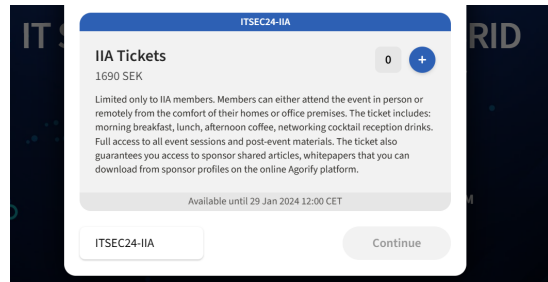 ITSEC24-IIA
IT
RID
IIA Tickets
0
+
1690 SEK
Limited only to IIA members. Members can either attend the event in person or
remotely from the comfort of their homes or office premises. The ticket includes:
morning breakfast, lunch, afternoon coffee, networking cocktail reception drinks.
Full access to all event sessions and post-event materials. The ticket also
guarantees you access to sponsor shared articles, whitepapers that you can
download from sponsor profiles on the online Agorify platform.
Available until 29 Jan 2024 12:00 CET
M
ITSEC24-IIA
Continue